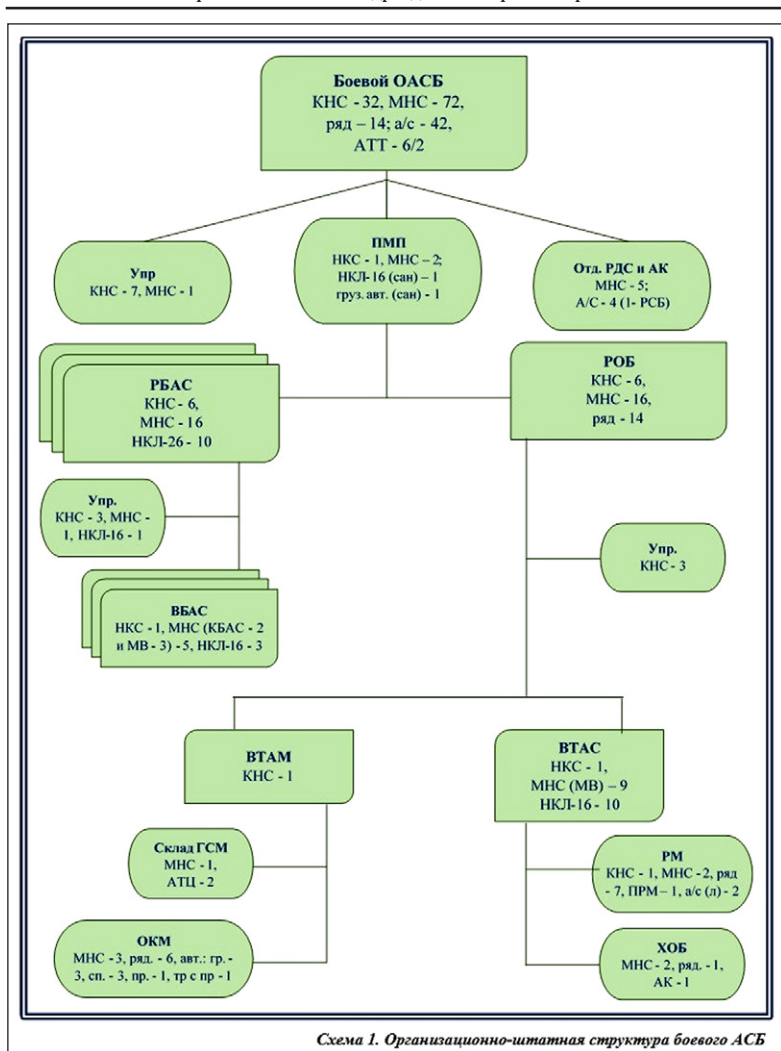 Боевой ОАСБ
КНС - 32, МНС - 72,
ряд – 14; а/с - 42,
АТТ - 6/2
Упр
КНС - 7, МНС - 1
ПМП
НКС - 1, МНС – 2;
НКЛ-16 (сан) – 1
груз. авт. (сан) - 1
Отд. РДС и АК
МНС - 5;
А/С - 4 (1- РСБ)
РБАС
КНС - 6,
МНС - 16
НКЛ-26 - 10
РОБ
КНС - 6,
МНС - 16,
ряд - 14
Упр.
КНС - 3, МНС -
1, НКЛ-16 - 1
Упр.
КНС - 3
ВБАС
НКС - 1, МНС (КБАС - 2
и МВ - 3) - 5, НКЛ-16 - 3
ВТАМ
КНС - 1
ВТАС
НКС - 1,
МНС (МВ) – 9
НКЛ-16 - 10
Склад ГСМ
МНС - 1,
АТЦ - 2
РМ
КНС - 1, МНС - 2, ряд
- 7, ПРМ – 1, а/с (л) - 2
ОКМ
МНС - 3, ряд. - 6, авт.: гр. -
3, сп. - 3, пр. - 1, тр с пр - 1
ХОБ
МНС - 2, ряд. - 1,
АК - 1
Схема 1. Организационно-штатная структура боевого АСБ